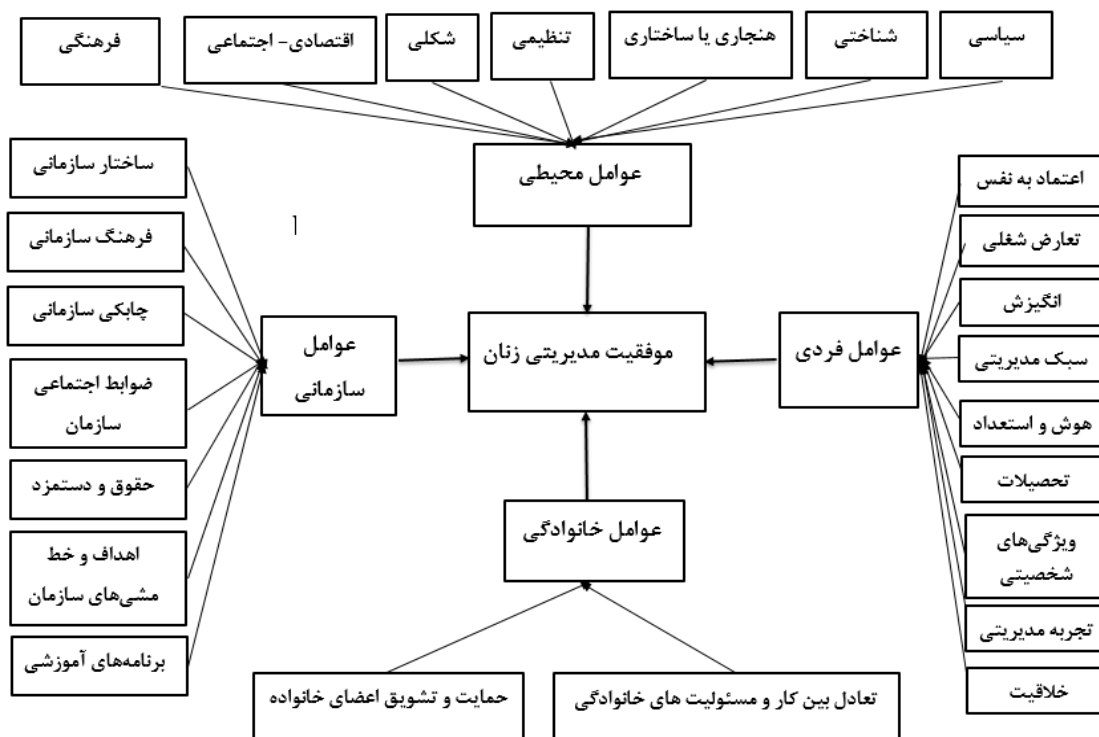 سیاسی
شناختی
هنجاری یا ساختاری
تنظیمی
شکلی
اقتصادی- اجتماعی
فرهنگی
عوامل محیطی
اعتماد به نفس
تعارض شغلی
انگیزش
سبک مدیریتی
هوش و استعداد
تحصیلات
ویژگی‌های
شخصیتی
تجربه مدیریتی
خلاقیت
عوامل فردی
موفقیت مدیریتی زنان
عوامل
سازمانی
ساختار سازمانی
فرهنگ سازمانی
چابکی سازمانی
ضوابط اجتماعی
سازمان
حقوق و دستمزد
اهداف و خط
مشی‌های سازمان
برنامه‌های آموزشی
آ
عوامل خانوادگی
تعادل بین کار و مسئولیت های خانوادگی
حمایت و تشویق اعضای خانواده